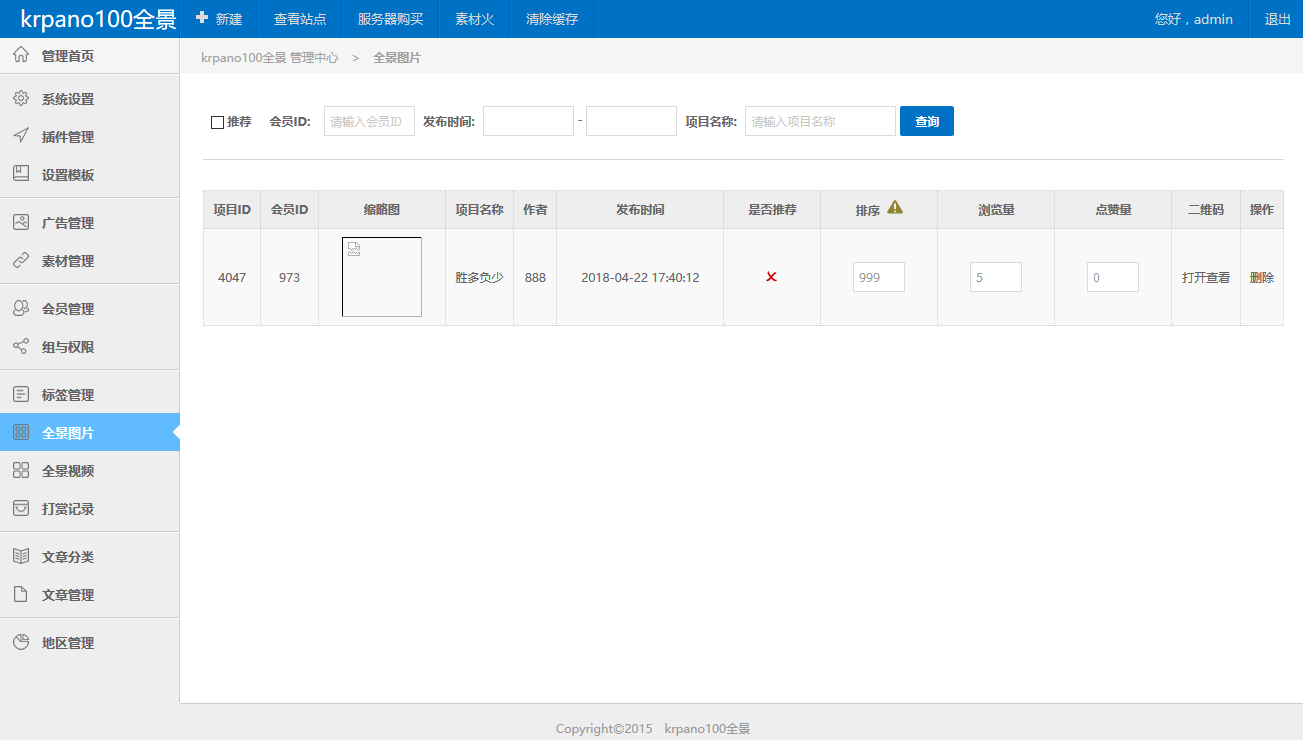 krpano100全景 新建 查看站点 服务器购买 素材火 清除缓存 您好，admin 退出
管理首页
系统设置
插件管理
设置模板
广告管理
素材管理
会员管理
组与权限
标签管理
全景图片
全景视频
打赏记录
文章分类
文章管理
地区管理
krpano100全景 管理中心 > 全景图片
推荐 会员ID: 请输入会员ID 发布时间: - 项目名称: 请输入项目名称 查询
项目ID 会员ID 缩略图 项目名称 作者 发布时间 是否推荐 排序 浏览量 点赞量 二维码 操作
4047 973 胜多负少 888 2018-04-22 17:40:12 999 5 0 打开查看 删除
Copyright©2015 krpano100全景